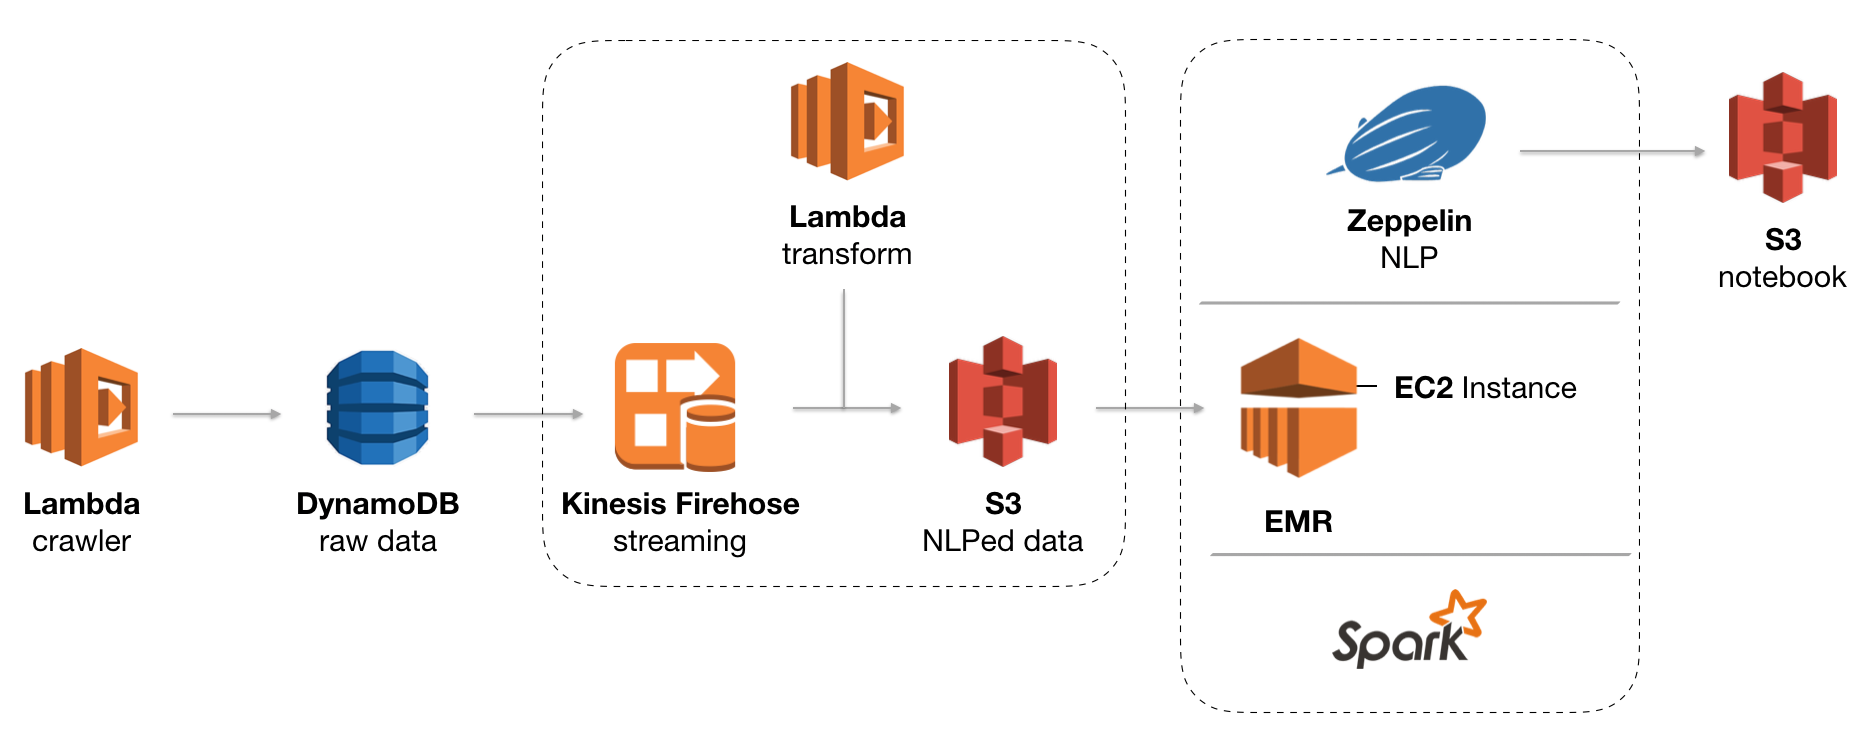 Lambda
transform
Zeppelin
NLP
S3
notebook
EC2 Instance
Lambda
crawler
DynamoDB
raw data
Kinesis Firehose
streaming
S3
NLPed data
EMR
Spark